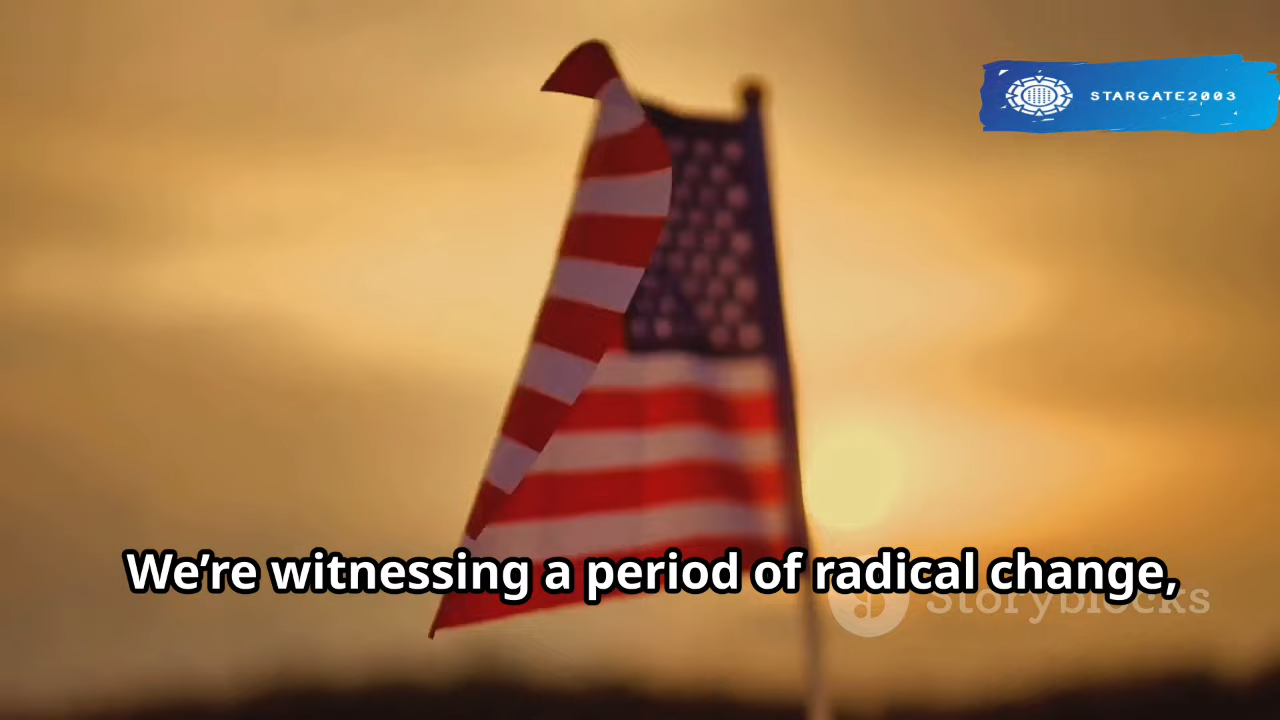 STARGATE2003
We’re witnessing a period of radical change,
Storyblocks